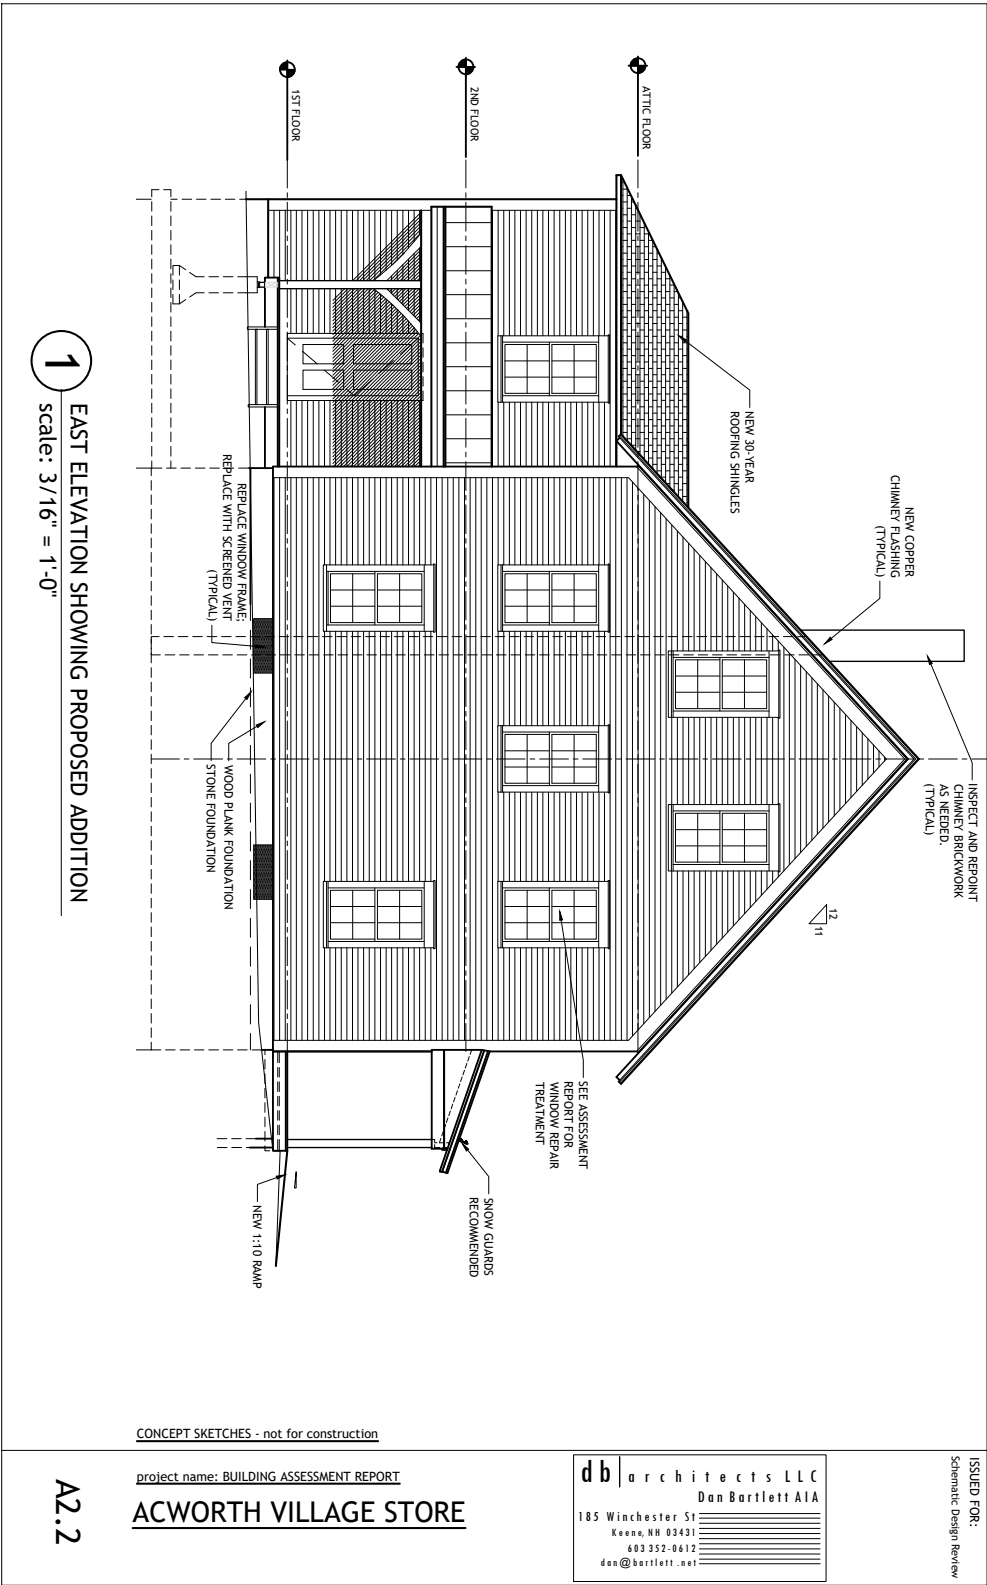 ATTIC FLOOR
2ND FLOOR
1ST FLOOR
INSPECT AND REPOINT
CHIMNEY BRICKWORK
AS NEEDED.
(TYPICAL)
NEW COPPER
CHIMNEY FLASHING
(TYPICAL)
NEW 30-YEAR
ROOFING SHINGLES
12
11
SEE ASSESSMENT
REPORT FOR
WINDOW REPAIR
TREATMENT
SNOW GUARDS
RECOMMENDED
NEW 1:10 RAMP
REPLACE WINDOW FRAME;
REPLACE WITH SCREENED VENT
(TYPICAL)
WOOD PLANK FOUNDATION
STONE FOUNDATION
1
EAST ELEVATION SHOWING PROPOSED ADDITION
scale: 3/16" = 1'-0"
CONCEPT SKETCHES - not for construction
project name: BUILDING ASSESSMENT REPORT
ACWORTH VILLAGE STORE
db architects LLC
Dan Bartlett AIA
185 Winchester St
Keene, NH 03431
603 352-0612
dan@bartlett.net
ISSUED FOR:
Schematic Design Review
A2.2